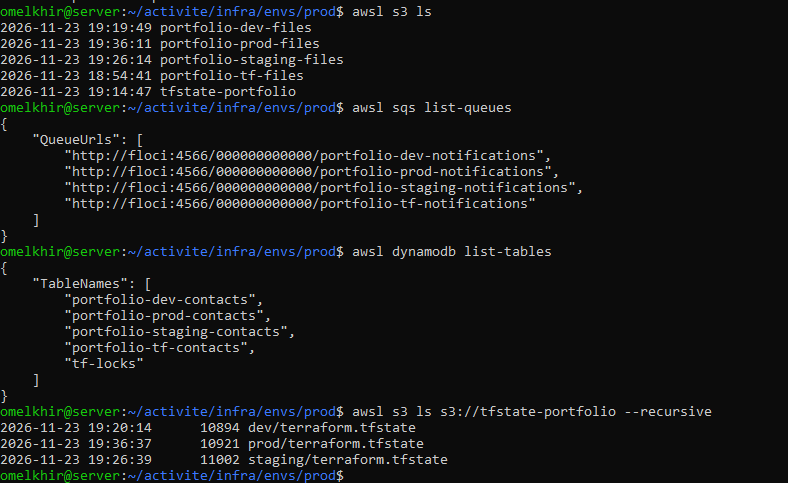 omelkhir@server:~/activite/infra/envs/prod$ awsl s3 ls
2026-11-23 19:19:49 portfolio-dev-files
2026-11-23 19:36:11 portfolio-prod-files
2026-11-23 19:26:14 portfolio-staging-files
2026-11-23 18:54:41 portfolio-tf-files
2026-11-23 19:14:47 tfstate-portfolio
omelkhir@server:~/activite/infra/envs/prod$ awsl sqs list-queues
{
    "QueueUrls": [
        "http://floci:4566/000000000000/portfolio-dev-notifications",
        "http://floci:4566/000000000000/portfolio-prod-notifications",
        "http://floci:4566/000000000000/portfolio-staging-notifications",
        "http://floci:4566/000000000000/portfolio-tf-notifications"
    ]
}
omelkhir@server:~/activite/infra/envs/prod$ awsl dynamodb list-tables
{
    "TableNames": [
        "portfolio-dev-contacts",
        "portfolio-prod-contacts",
        "portfolio-staging-contacts",
        "portfolio-tf-contacts",
        "tf-locks"
    ]
}
omelkhir@server:~/activite/infra/envs/prod$ awsl s3 ls s3://tfstate-portfolio --recursive
2026-11-23 19:20:14      10894 dev/terraform.tfstate
2026-11-23 19:36:37      10921 prod/terraform.tfstate
2026-11-23 19:26:39      11002 staging/terraform.tfstate
omelkhir@server:~/activite/infra/envs/prod$